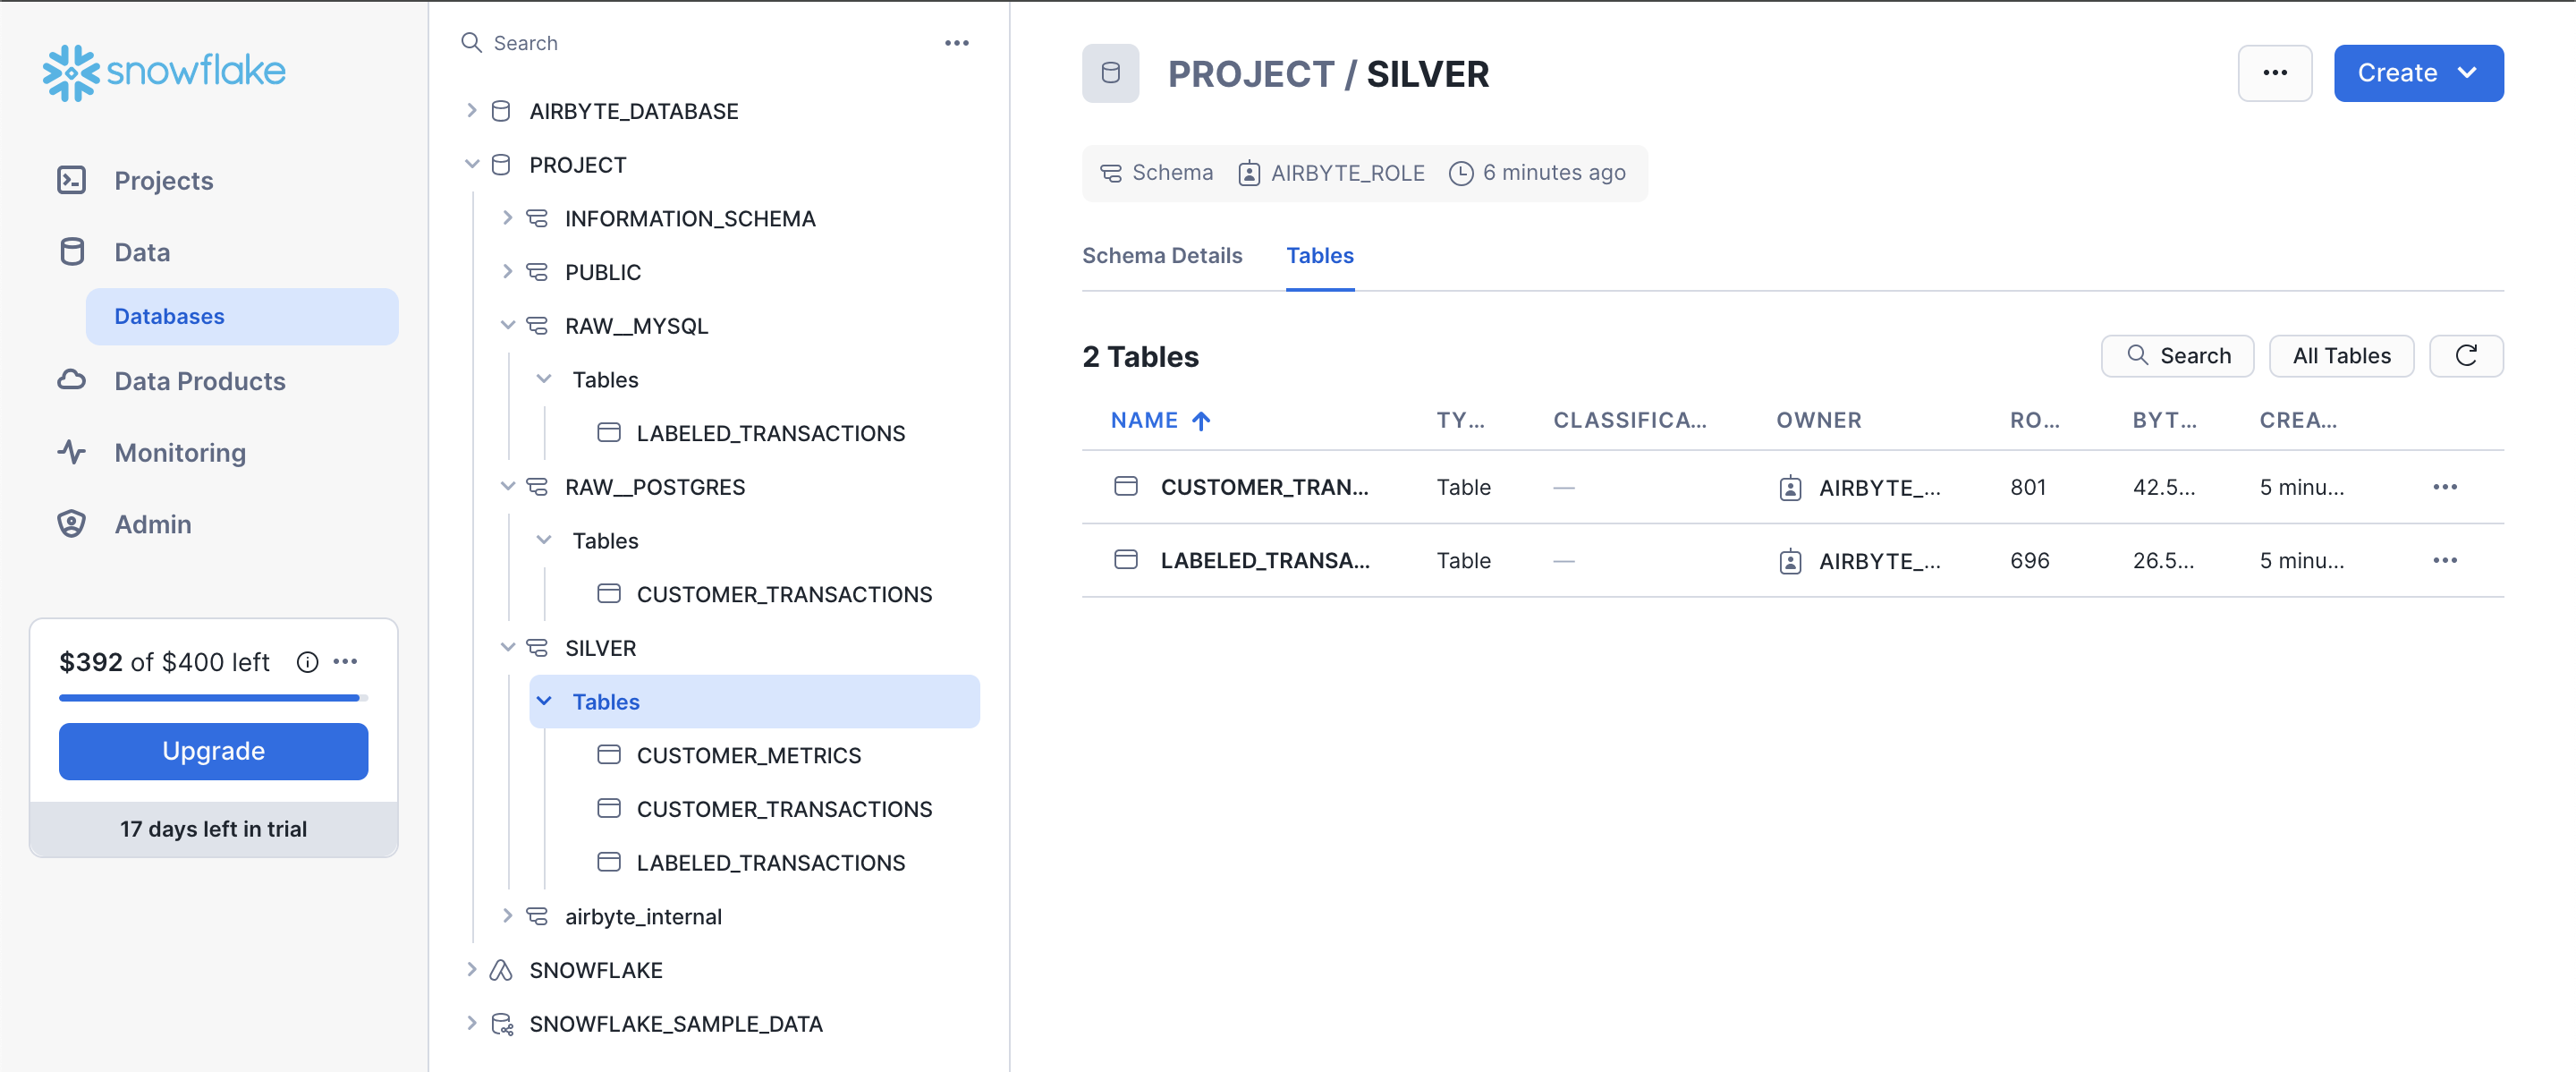 snowflake
Projects
Data
Databases
Data Products
Monitoring
Admin
$392 of $400 left
Upgrade
17 days left in trial
Search
AIRBYTE_DATABASE
PROJECT
INFORMATION_SCHEMA
PUBLIC
RAW__MYSQL
Tables
LABELED_TRANSACTIONS
RAW__POSTGRES
Tables
CUSTOMER_TRANSACTIONS
SILVER
Tables
CUSTOMER_METRICS
CUSTOMER_TRANSACTIONS
LABELED_TRANSACTIONS
airbyte_internal
SNOWFLAKE
SNOWFLAKE_SAMPLE_DATA
PROJECT / SILVER
Create
Schema AIRBYTE_ROLE 6 minutes ago
Schema Details Tables
2 Tables
Search All Tables
NAME TY... CLASSIFICA... OWNER RO... BYT... CREA...
CUSTOMER_TRAN... Table — AIRBYTE_... 801 42.5... 5 minu...
LABELED_TRANSA... Table — AIRBYTE_... 696 26.5... 5 minu...